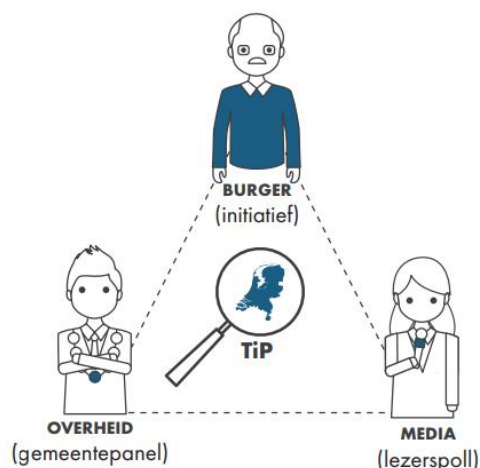 BURGER
(initiatief)
TiP
OVERHEID
(gemeentepanel)
MEDIA
(lezerspoll)